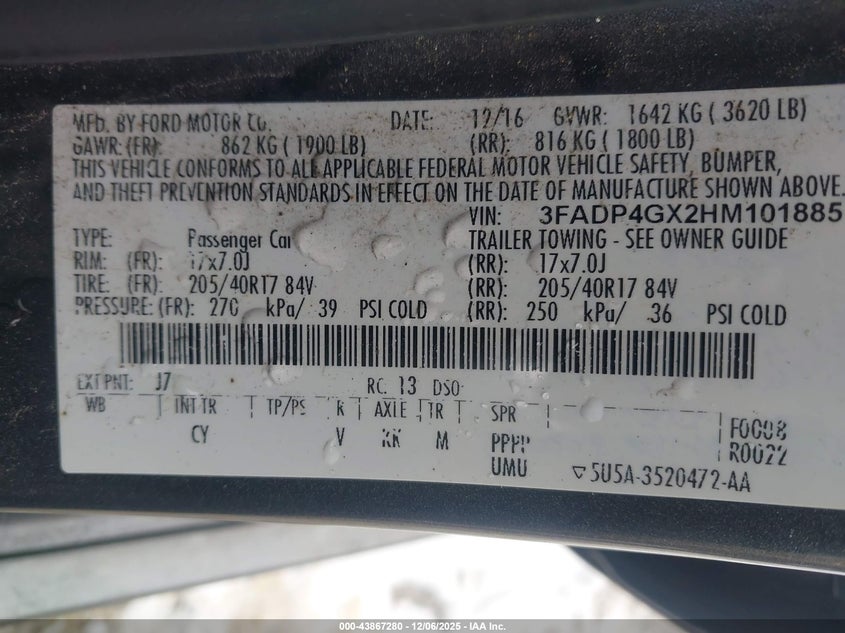 MFD. BY FORD MOTOR CO. DATE: 12/16 GVWR: 1642 KG ( 3620 LB)
GAWR: (FR): 862 KG ( 1900 LB) (RR): 816 KG ( 1800 LB)
THIS VEHICLE CONFORMS TO ALL APPLICABLE FEDERAL MOTOR VEHICLE SAFETY, BUMPER,
AND THEFT PREVENTION STANDARDS IN EFFECT ON THE DATE OF MANUFACTURE SHOWN ABOVE.
VIN: 3FADP4GX2HM101885
TYPE: Passenger Car TRAILER TOWING - SEE OWNER GUIDE
RIM: (FR): 17x7.0J (RR): 17x7.0J
TIRE: (FR): 205/40R17 84V (RR): 205/40R17 84V
PRESSURE: (FR): 270 kPa/ 39 PSI COLD (RR): 250 kPa/ 36 PSI COLD
EXT PNT: J7 RC: 13 DSO:
WB INT TR TP/PS R AXLE TR SPR
CY V KK M PPPP F0008
UMU R0022
5U5A-3520472-AA
000-43867280 - 12/06/2025 - IAA Inc.